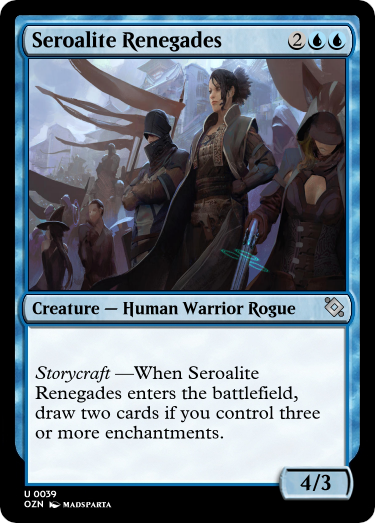 Seroalite Renegades 2
Creature — Human Warrior Rogue
Storycraft —When Seroalite
Renegades enters the battlefield,
draw two cards if you control three
or more enchantments.
4/3
U 0039
OZN MADSPARTA